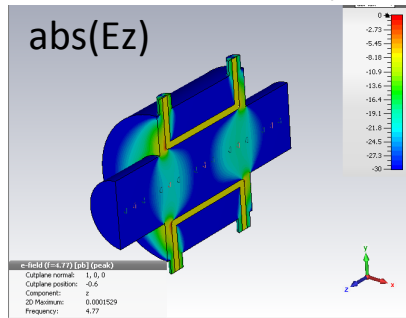 abs(Ez)
0
-2.73
-5.45
-8.18
-10.9
-13.6
-16.4
-19.1
-21.8
-24.5
-27.3
-30
y
z
x
e-field (f=4.77) [pb] (peak)
Cutplane normal: 1, 0, 0
Cutplane position: -0.6
Component: z
2D Maximum: 0.0001529
Frequency: 4.77